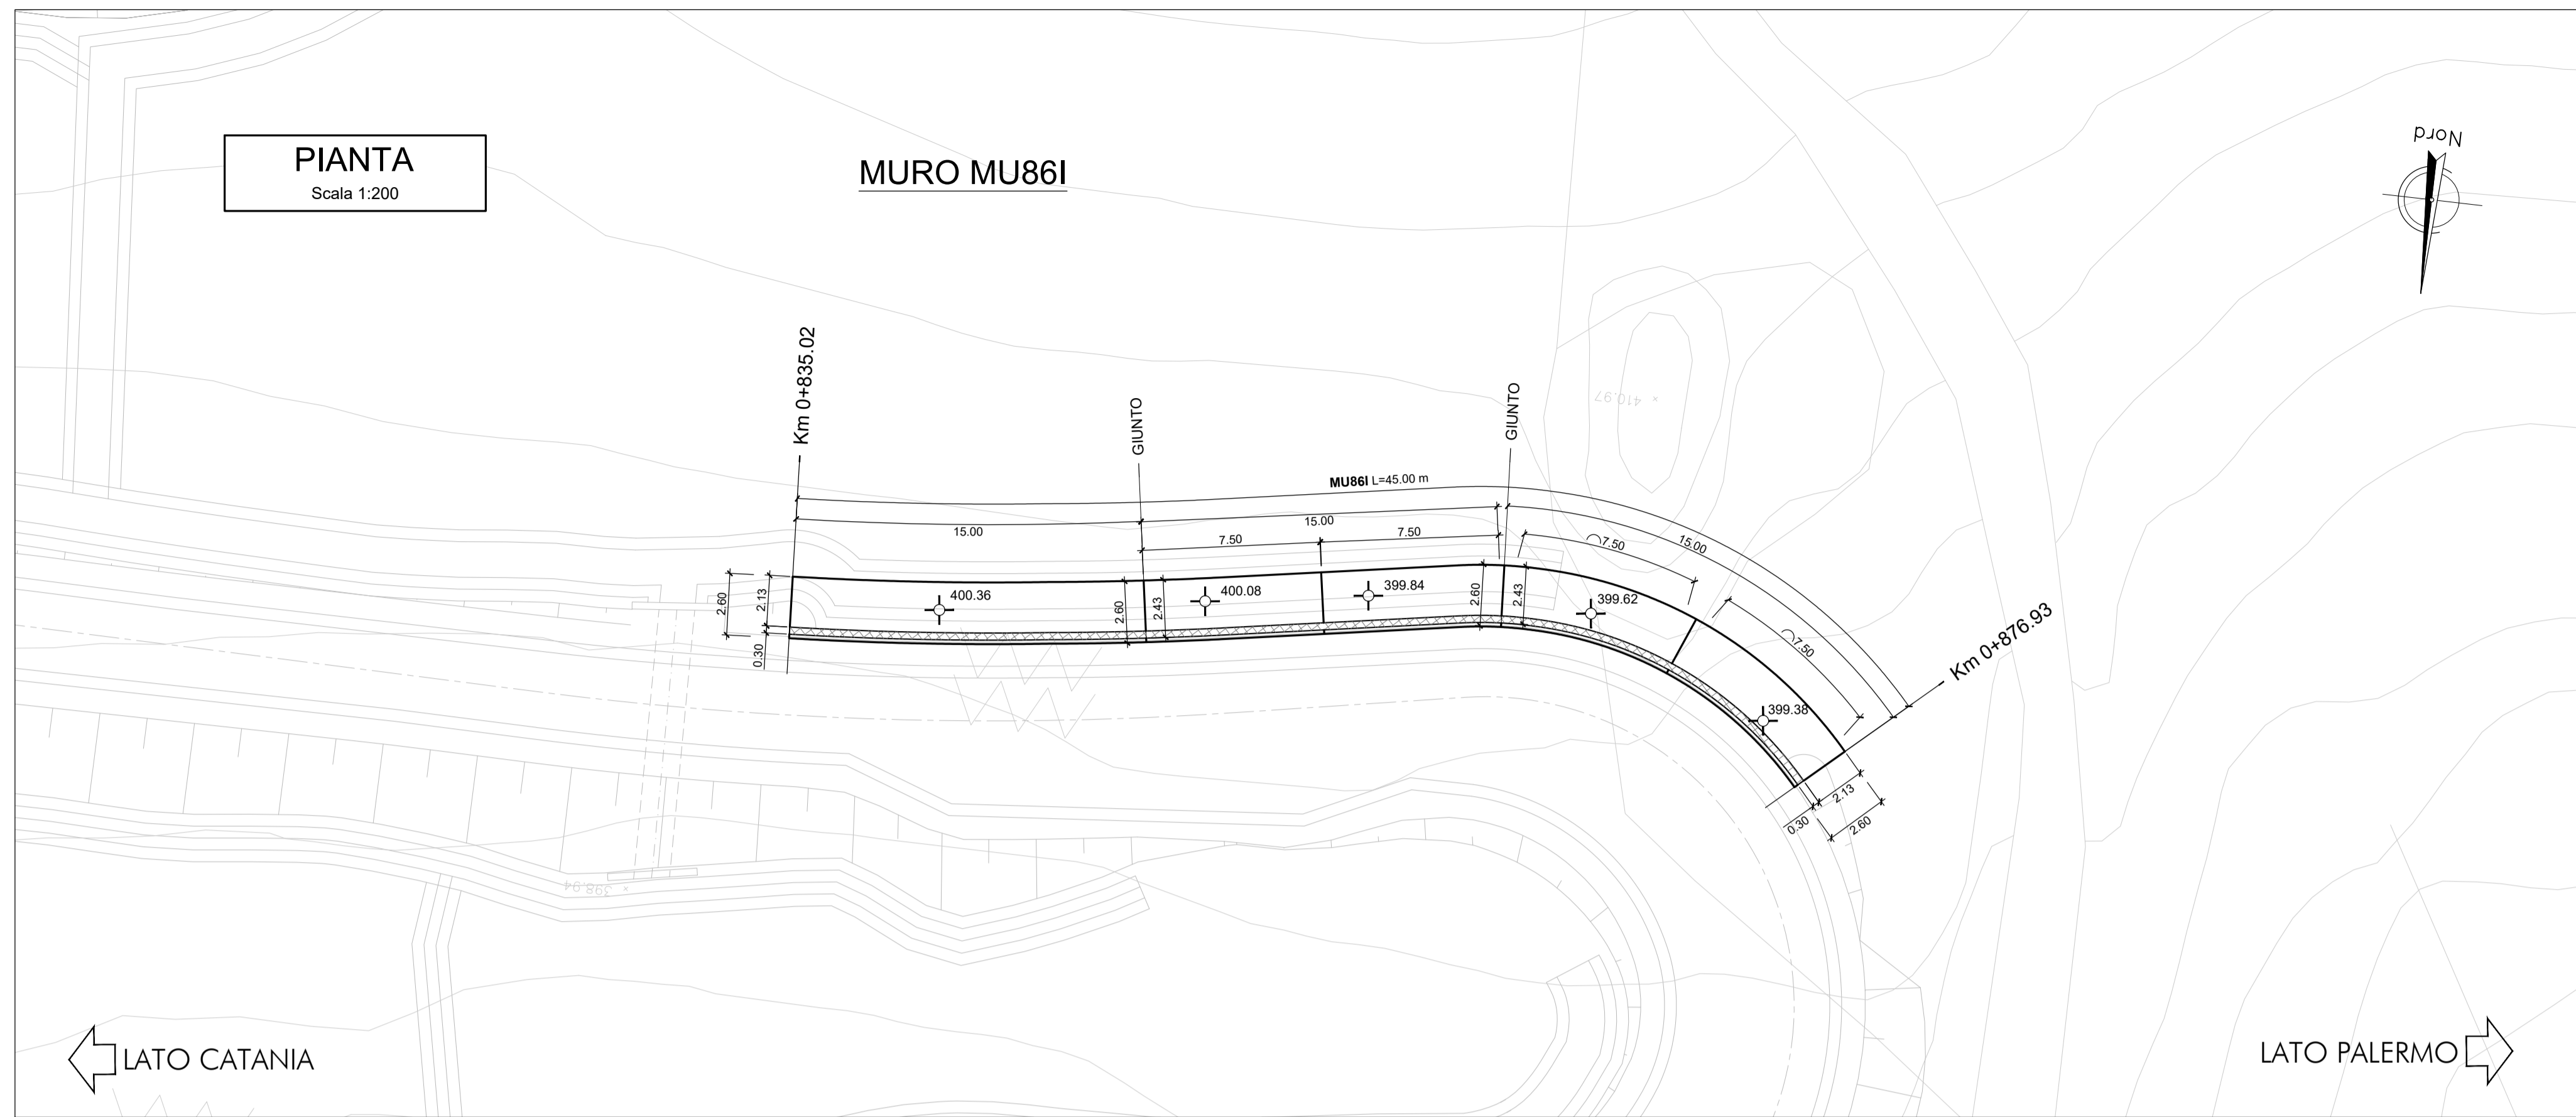 PIANTA
Scala 1:200
MURO MU86I
Nord
Km 0+835.02
GIUNTO
GIUNTO
× 410.97
MU86I L=45.00 m
15.00
15.00
15.00
7.50
7.50
7.50
7.50
2.60
2.13
0.30
400.36
2.60
2.43
400.08
399.84
2.60
2.43
399.62
399.38
Km 0+876.93
2.13
0.30
2.60
× 398.94
LATO CATANIA
LATO PALERMO